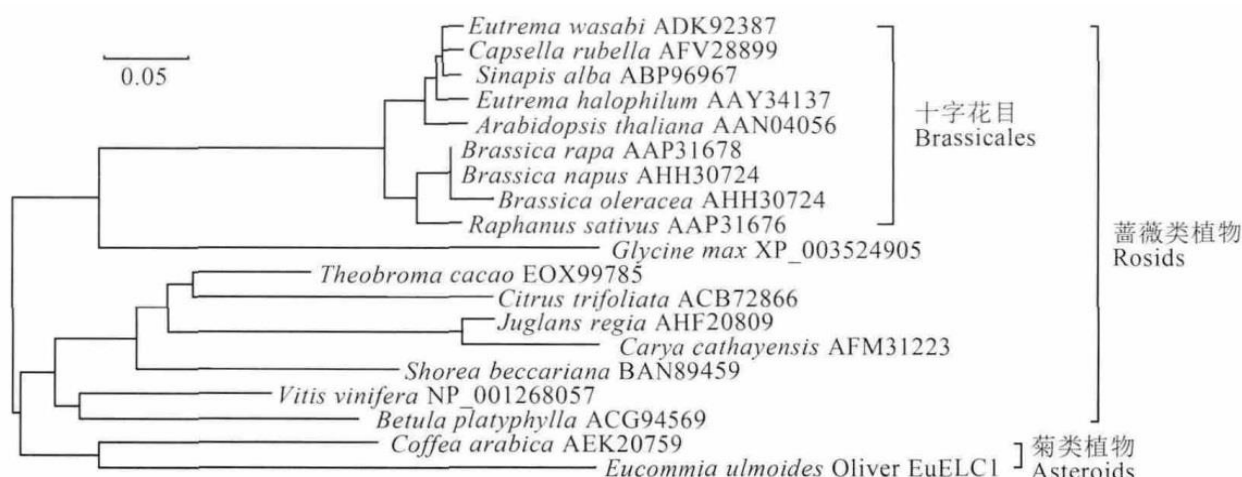 Eutrema wasabi ADK92387
Capsella rubella AFV28899
0.05
Sinapis alba ABP96967
Eutrema halophilum AAY34137
十字花目
Brassicales
Arabidopsis thaliana AAN04056
Brassica rapa AAP31678
Brassica napus AHH30724
Brassica oleracea AHH30724
Raphanus sativus AAP31676
蔷薇类植物
Rosids
Glycine max XP_003524905
Theobroma cacao EOX99785
Citrus trifoliata ACB72866
Juglans regia AHF20809
Carya cathayensis AFM31223
Shorea beccariana BAN89459
Vitis vinifera NP_001268057
Betula platyphylla ACG94569
Coffea arabica AEK20759
菊类植物
Asteroids
Eucommia ulmoides Oliver EuELC1